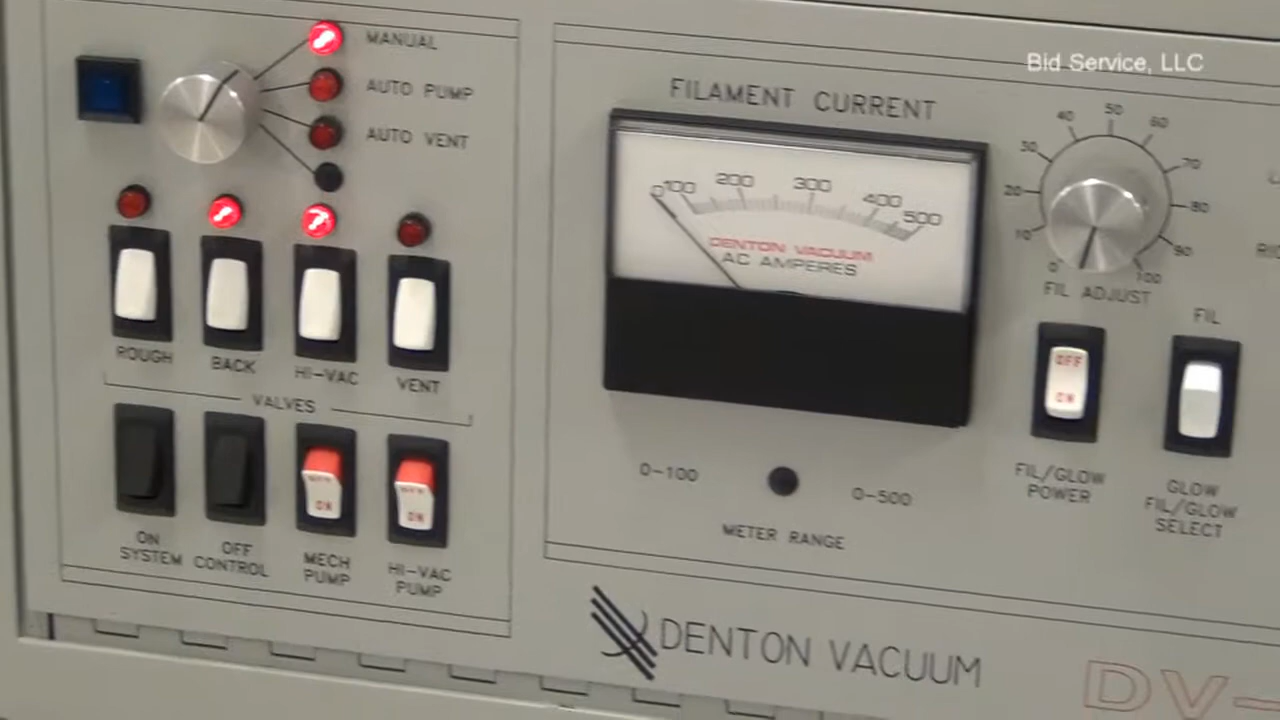 Bid Service, LLC
MANUAL
AUTO PUMP
AUTO VENT
ROUGH
BACK
HI-VAC
VENT
VALVES
OFF
ON
OFF
ON
ON
SYSTEM
OFF
CONTROL
MECH
PUMP
HI-VAC
PUMP
FILAMENT CURRENT
0 100 200 300 400 500
DENTON VACUUM
AC AMPERES
0-100
0-500
METER RANGE
0 10 20 30 40 50 60 70 80 90 100
FIL ADJUST
OFF
ON
FIL/GLOW
POWER
FIL
GLOW
FIL/GLOW
SELECT
DENTON VACUUM
DV-